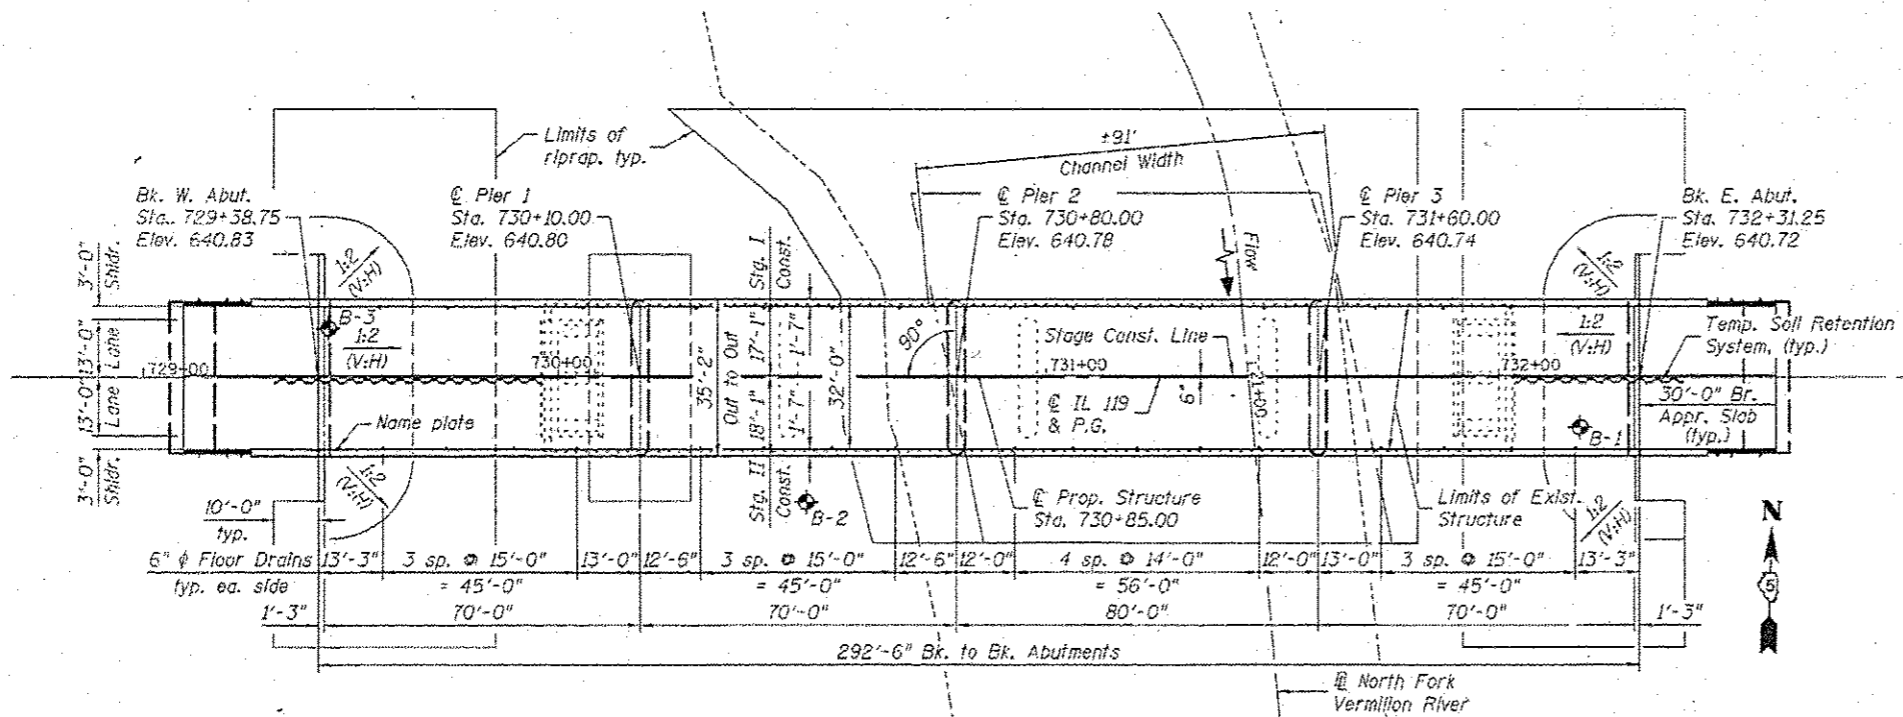 Limits of
riprap, typ.
±91'
Channel Width
Bk. W. Abut.
Sta. 729+38.75
Elev. 640.83
℄ Pier 1
Sta. 730+10.00
Elev. 640.80
℄ Pier 2
Sta. 730+80.00
Elev. 640.78
℄ Pier 3
Sta. 731+60.00
Elev. 640.74
Bk. E. Abut.
Sta. 732+31.25
Elev. 640.72
3'-0"
Shldr.
13'-0"
Lane
13'-0"
Lane
3'-0"
Shldr.
1:2
(V:H)
Stg. I
Const.
Flow
1:2
(V:H)
B-3
1:2
(V:H)
729+00
730+00
35'-2"
Out to Out
17'-1"
18'-1"
1'-7"
1'-7"
32'-0"
90°
Stage Const. Line
731+00
℄ IL 119
& P.G.
6"
732+00
1:2
(V:H)
Temp. Soil Retention
System, (typ.)
30'-0" Br.
Appr. Slab
(typ.)
Name plate
B-1
1:2
(V:H)
Stg. II
Const.
B-2
℄ Prop. Structure
Sta. 730+85.00
Limits of Exist.
Structure
1:2
(V:H)
N
5
10'-0"
typ.
6" ϕ Floor Drains
typ. ea. side
13'-3"
3 sp. @ 15'-0"
= 45'-0"
13'-0"
12'-6"
3 sp. @ 15'-0"
= 45'-0"
12'-6"
12'-0"
4 sp. @ 14'-0"
= 56'-0"
12'-0"
13'-0"
3 sp. @ 15'-0"
= 45'-0"
13'-3"
1'-3"
70'-0"
70'-0"
80'-0"
70'-0"
1'-3"
292'-6" Bk. to Bk. Abutments
℄ North Fork
Vermilion River